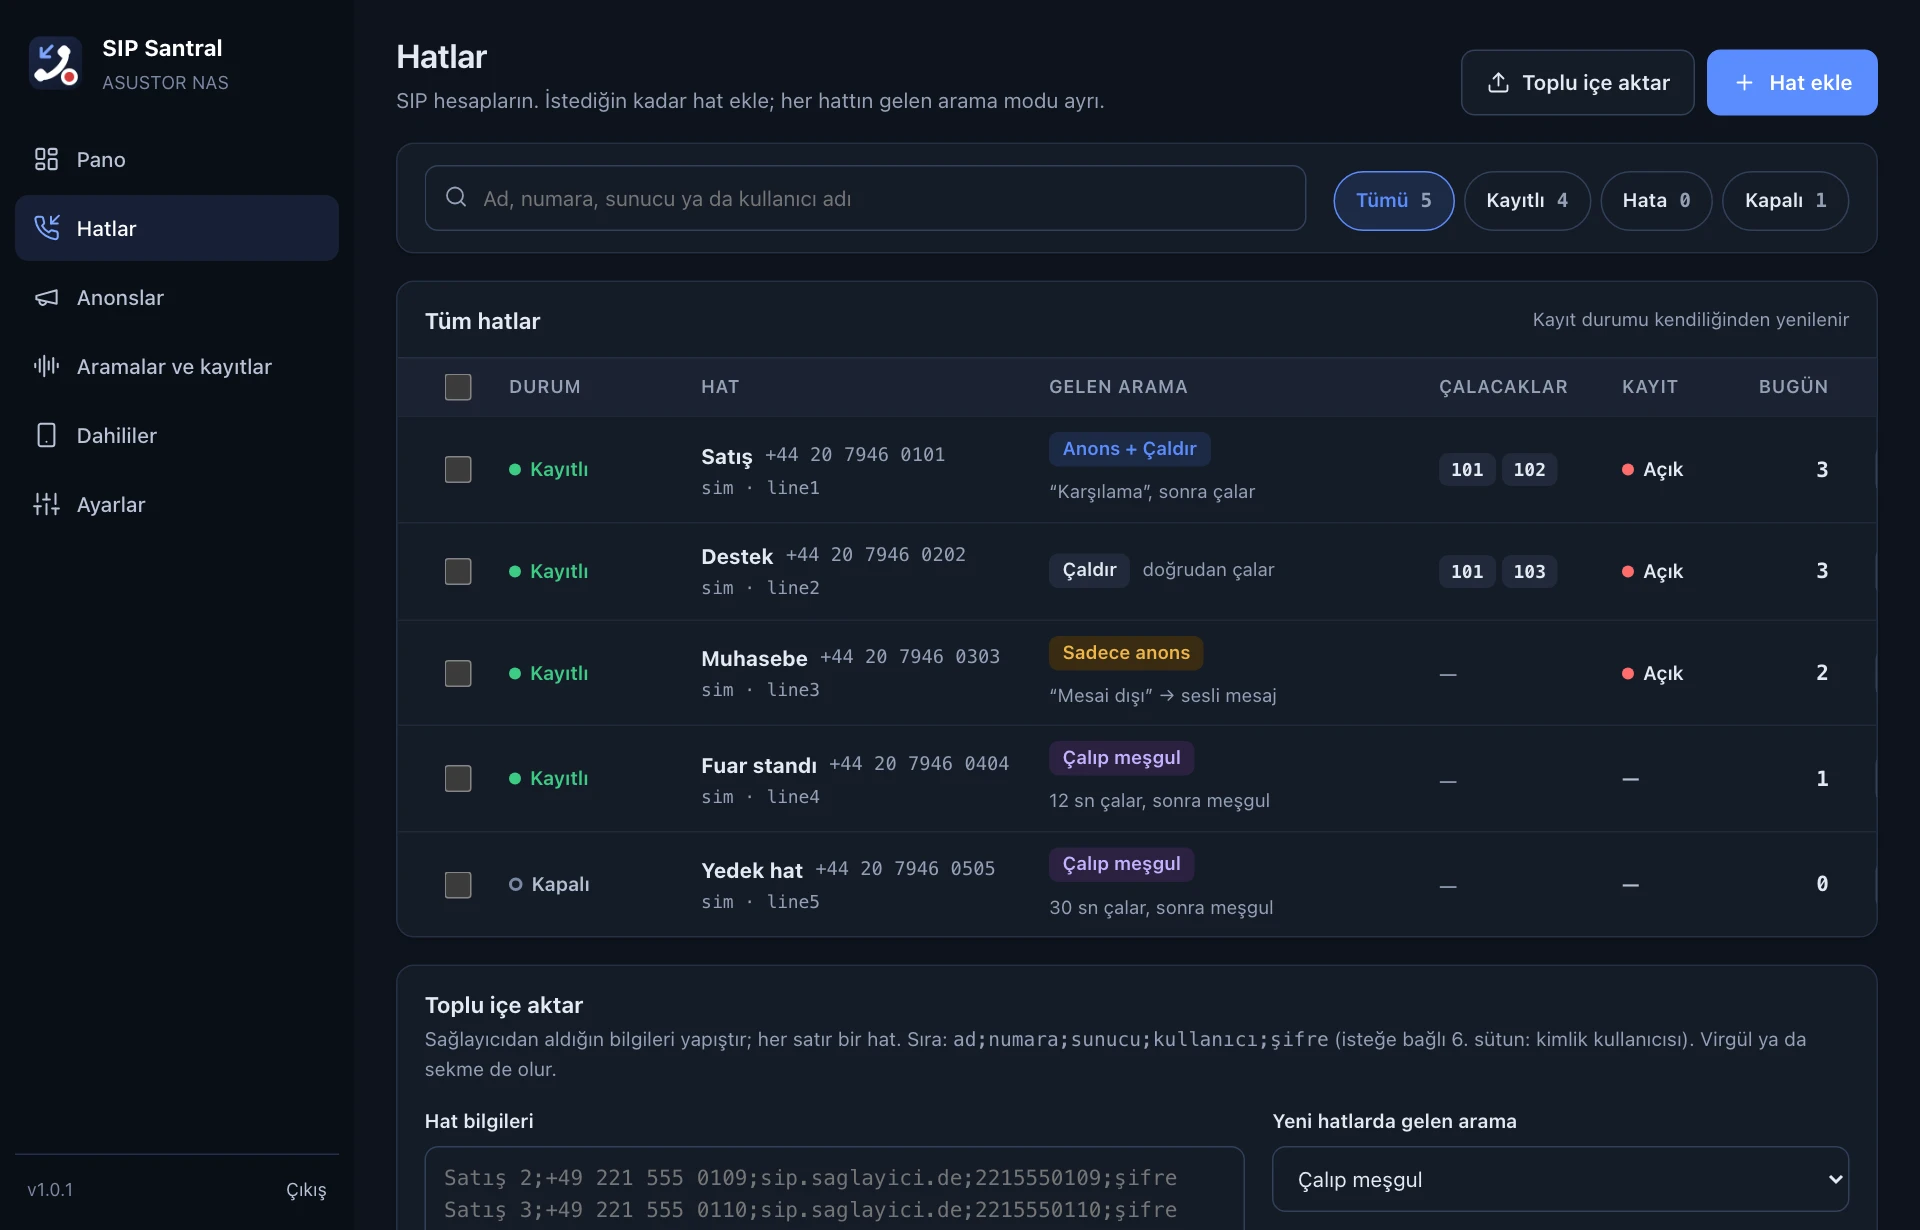 SIP Santral
ASUSTOR NAS
Pano
Hatlar
Anonslar
Aramalar ve kayıtlar
Dahililer
Ayarlar
v1.0.1 Çıkış
Hatlar
SIP hesapların. İstediğin kadar hat ekle; her hattın gelen arama modu ayrı.
Toplu içe aktar
+ Hat ekle
Ad, numara, sunucu ya da kullanıcı adı
Tümü 5 Kayıtlı 4 Hata 0 Kapalı 1
Tüm hatlar
Kayıt durumu kendiliğinden yenilenir
DURUM HAT GELEN ARAMA ÇALACAKLAR KAYIT BUGÜN
Kayıtlı Satış +44 20 7946 0101 Anons + Çaldır 101 102 Açık 3
sim · line1 “Karşılama”, sonra çalar
Kayıtlı Destek +44 20 7946 0202 Çaldır doğrudan çalar 101 103 Açık 3
sim · line2
Kayıtlı Muhasebe +44 20 7946 0303 Sadece anons — Açık 2
sim · line3 “Mesai dışı” → sesli mesaj
Kayıtlı Fuar standı +44 20 7946 0404 Çalıp meşgul — — 1
sim · line4 12 sn çalar, sonra meşgul
Kapalı Yedek hat +44 20 7946 0505 Çalıp meşgul — — 0
sim · line5 30 sn çalar, sonra meşgul
Toplu içe aktar
Sağlayıcıdan aldığın bilgileri yapıştır; her satır bir hat. Sıra: ad;numara;sunucu;kullanıcı;şifre (isteğe bağlı 6. sütun: kimlik kullanıcısı). Virgül ya da
sekme de olur.
Hat bilgileri
Satış 2;+49 221 555 0109;sip.saglayici.de;2215550109;şifre
Satış 3;+49 221 555 0110;sip.saglayici.de;2215550110;şifre
Yeni hatlarda gelen arama
Çalıp meşgul